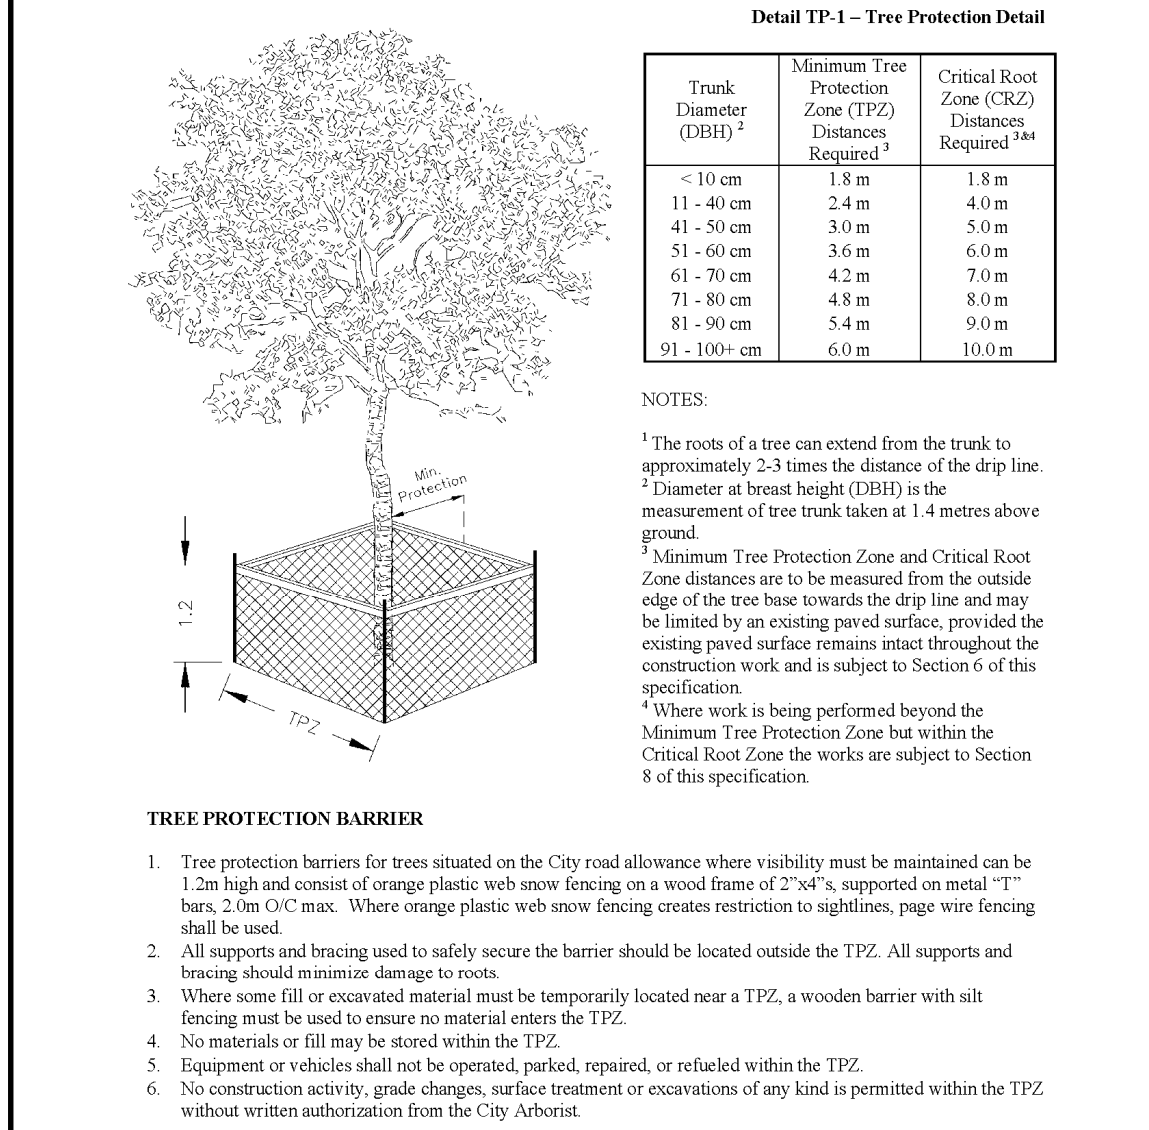 Detail TP-1 – Tree Protection Detail
Trunk Diameter (DBH) 2 | Minimum Tree Protection Zone (TPZ) Distances Required 3 | Critical Root Zone (CRZ) Distances Required 3&4
< 10 cm | 1.8 m | 1.8 m
11 - 40 cm | 2.4 m | 4.0 m
41 - 50 cm | 3.0 m | 5.0 m
51 - 60 cm | 3.6 m | 6.0 m
61 - 70 cm | 4.2 m | 7.0 m
71 - 80 cm | 4.8 m | 8.0 m
81 - 90 cm | 5.4 m | 9.0 m
91 - 100+ cm | 6.0 m | 10.0 m
Min.
Protection
1.2
TPZ
NOTES:
1 The roots of a tree can extend from the trunk to
approximately 2-3 times the distance of the drip line.
2 Diameter at breast height (DBH) is the
measurement of tree trunk taken at 1.4 metres above
ground.
3 Minimum Tree Protection Zone and Critical Root
Zone distances are to be measured from the outside
edge of the tree base towards the drip line and may
be limited by an existing paved surface, provided the
existing paved surface remains intact throughout the
construction work and is subject to Section 6 of this
specification.
4 Where work is being performed beyond the
Minimum Tree Protection Zone but within the
Critical Root Zone the works are subject to Section
8 of this specification.
TREE PROTECTION BARRIER
1. Tree protection barriers for trees situated on the City road allowance where visibility must be maintained can be
1.2m high and consist of orange plastic web snow fencing on a wood frame of 2”x4”s, supported on metal “T”
bars, 2.0m O/C max. Where orange plastic web snow fencing creates restriction to sightlines, page wire fencing
shall be used.
2. All supports and bracing used to safely secure the barrier should be located outside the TPZ. All supports and
bracing should minimize damage to roots.
3. Where some fill or excavated material must be temporarily located near a TPZ, a wooden barrier with silt
fencing must be used to ensure no material enters the TPZ.
4. No materials or fill may be stored within the TPZ.
5. Equipment or vehicles shall not be operated, parked, repaired, or refueled within the TPZ.
6. No construction activity, grade changes, surface treatment or excavations of any kind is permitted within the TPZ
without written authorization from the City Arborist.